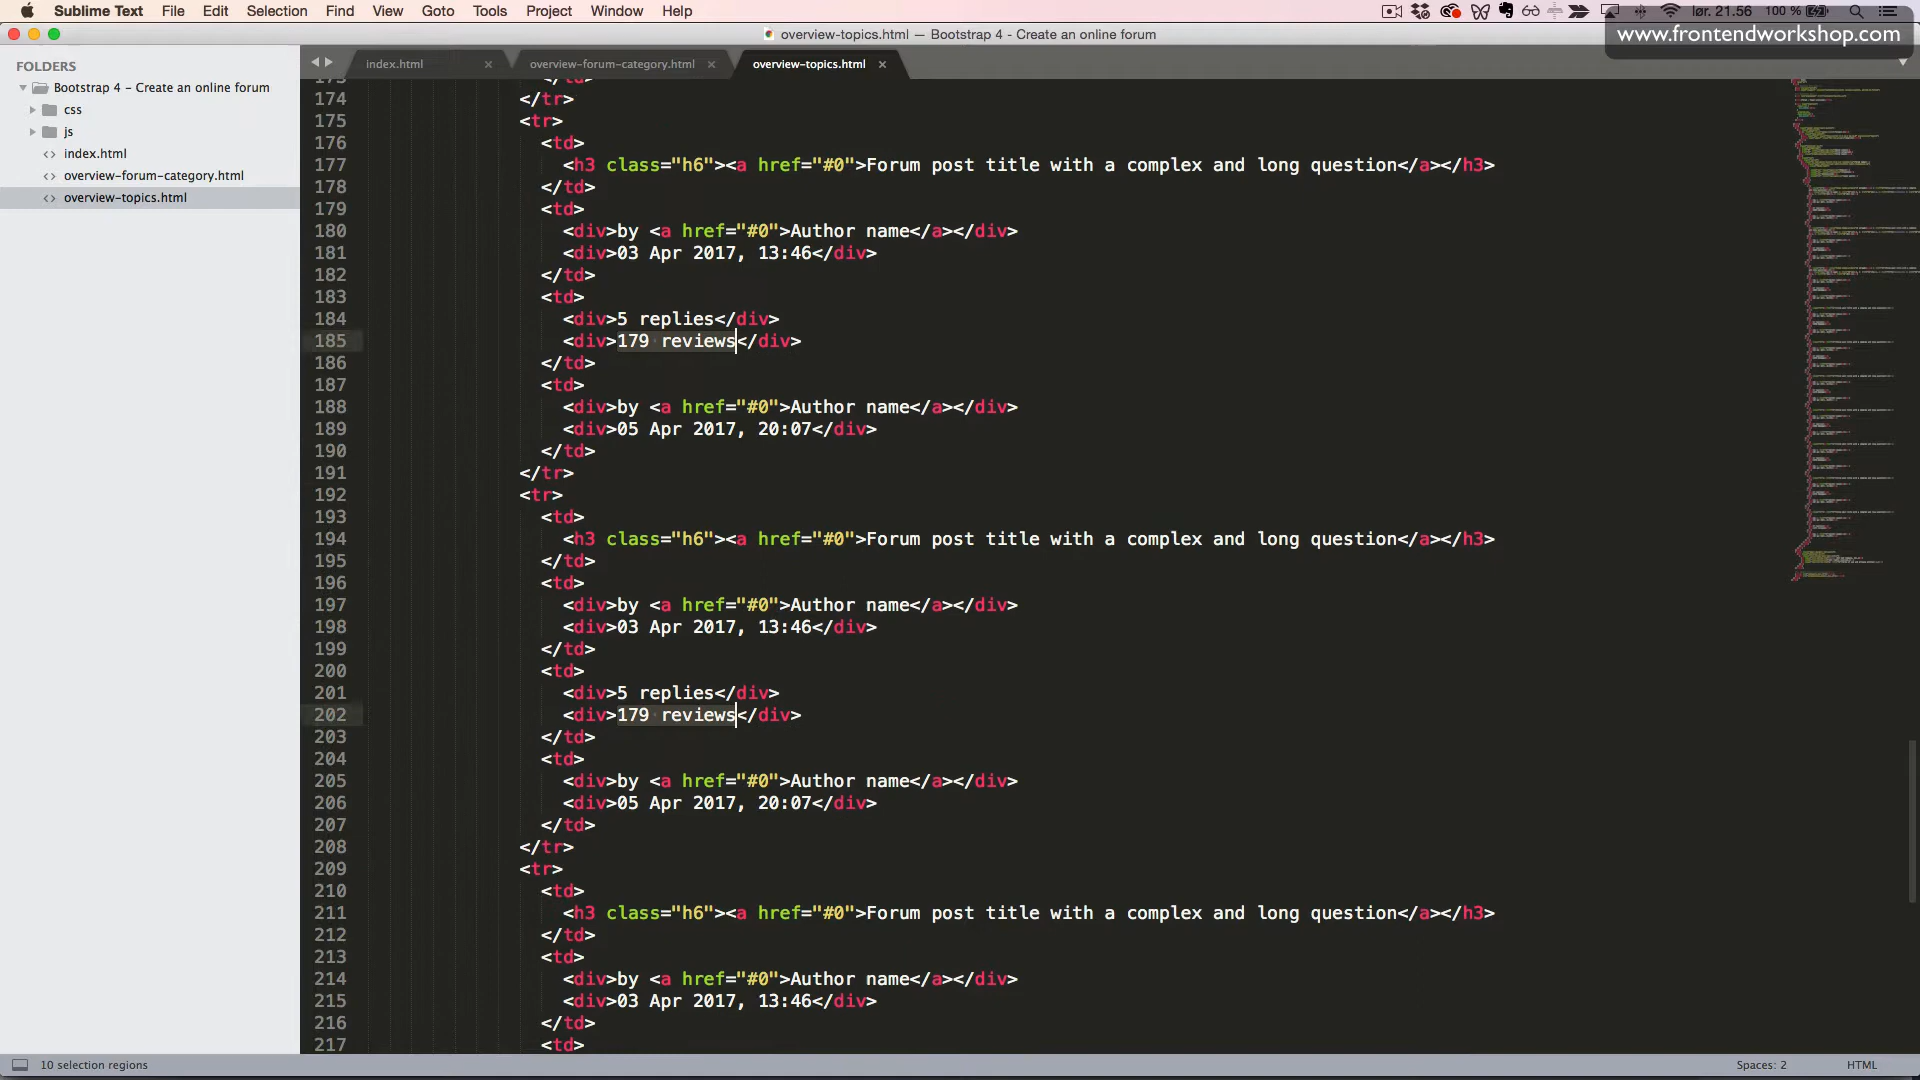 Sublime Text File Edit Selection Find View Goto Tools Project Window Help lør. 21.56 100 %
overview-topics.html — Bootstrap 4 - Create an online forum
www.frontendworkshop.com
FOLDERS
Bootstrap 4 - Create an online forum
css
js
index.html
overview-forum-category.html
overview-topics.html
index.html overview-forum-category.html overview-topics.html
174 </tr>
175 <tr>
176 <td>
177 <h3 class="h6"><a href="#0">Forum post title with a complex and long question</a></h3>
178 </td>
179 <td>
180 <div>by <a href="#0">Author name</a></div>
181 <div>03 Apr 2017, 13:46</div>
182 </td>
183 <td>
184 <div>5 replies</div>
185 <div>179 reviews</div>
186 </td>
187 <td>
188 <div>by <a href="#0">Author name</a></div>
189 <div>05 Apr 2017, 20:07</div>
190 </td>
191 </tr>
192 <tr>
193 <td>
194 <h3 class="h6"><a href="#0">Forum post title with a complex and long question</a></h3>
195 </td>
196 <td>
197 <div>by <a href="#0">Author name</a></div>
198 <div>03 Apr 2017, 13:46</div>
199 </td>
200 <td>
201 <div>5 replies</div>
202 <div>179 reviews</div>
203 </td>
204 <td>
205 <div>by <a href="#0">Author name</a></div>
206 <div>05 Apr 2017, 20:07</div>
207 </td>
208 </tr>
209 <tr>
210 <td>
211 <h3 class="h6"><a href="#0">Forum post title with a complex and long question</a></h3>
212 </td>
213 <td>
214 <div>by <a href="#0">Author name</a></div>
215 <div>03 Apr 2017, 13:46</div>
216 </td>
217 <td>
10 selection regions Spaces: 2 HTML